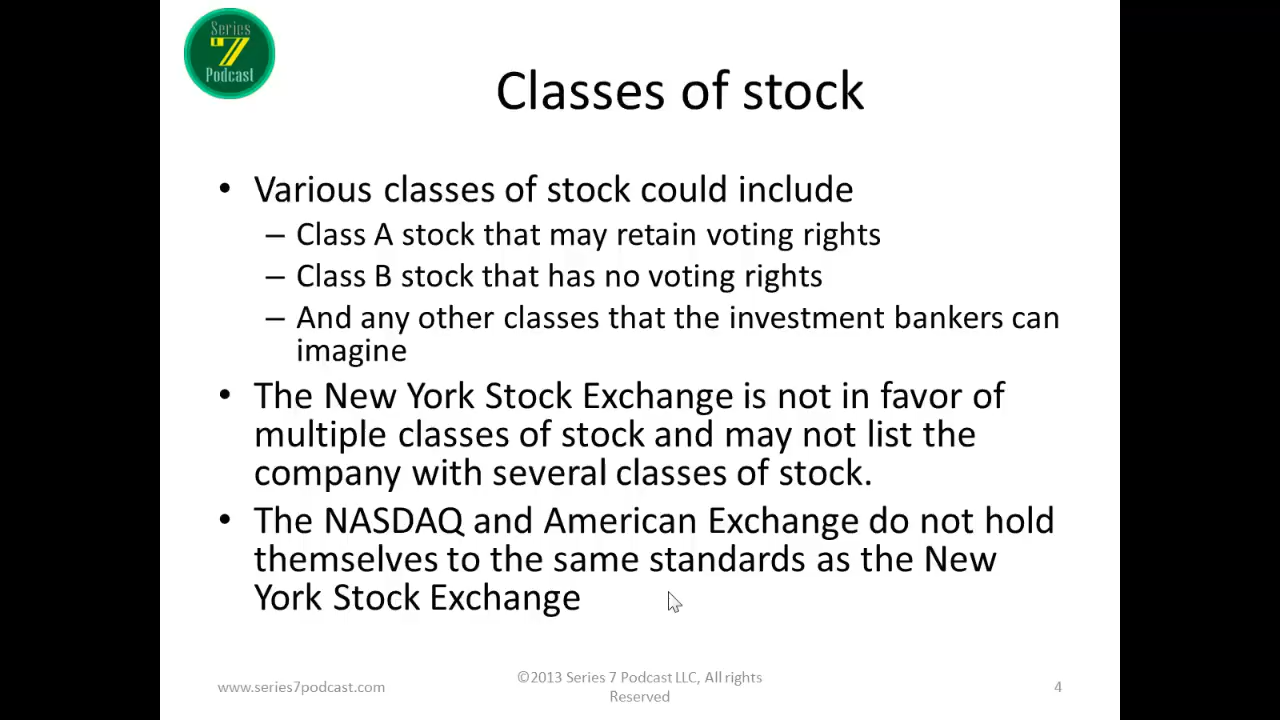 Series
7
Podcast
Classes of stock
• Various classes of stock could include
– Class A stock that may retain voting rights
– Class B stock that has no voting rights
– And any other classes that the investment bankers can
imagine
• The New York Stock Exchange is not in favor of
multiple classes of stock and may not list the
company with several classes of stock.
• The NASDAQ and American Exchange do not hold
themselves to the same standards as the New
York Stock Exchange
www.series7podcast.com
©2013 Series 7 Podcast LLC, All rights
Reserved
4